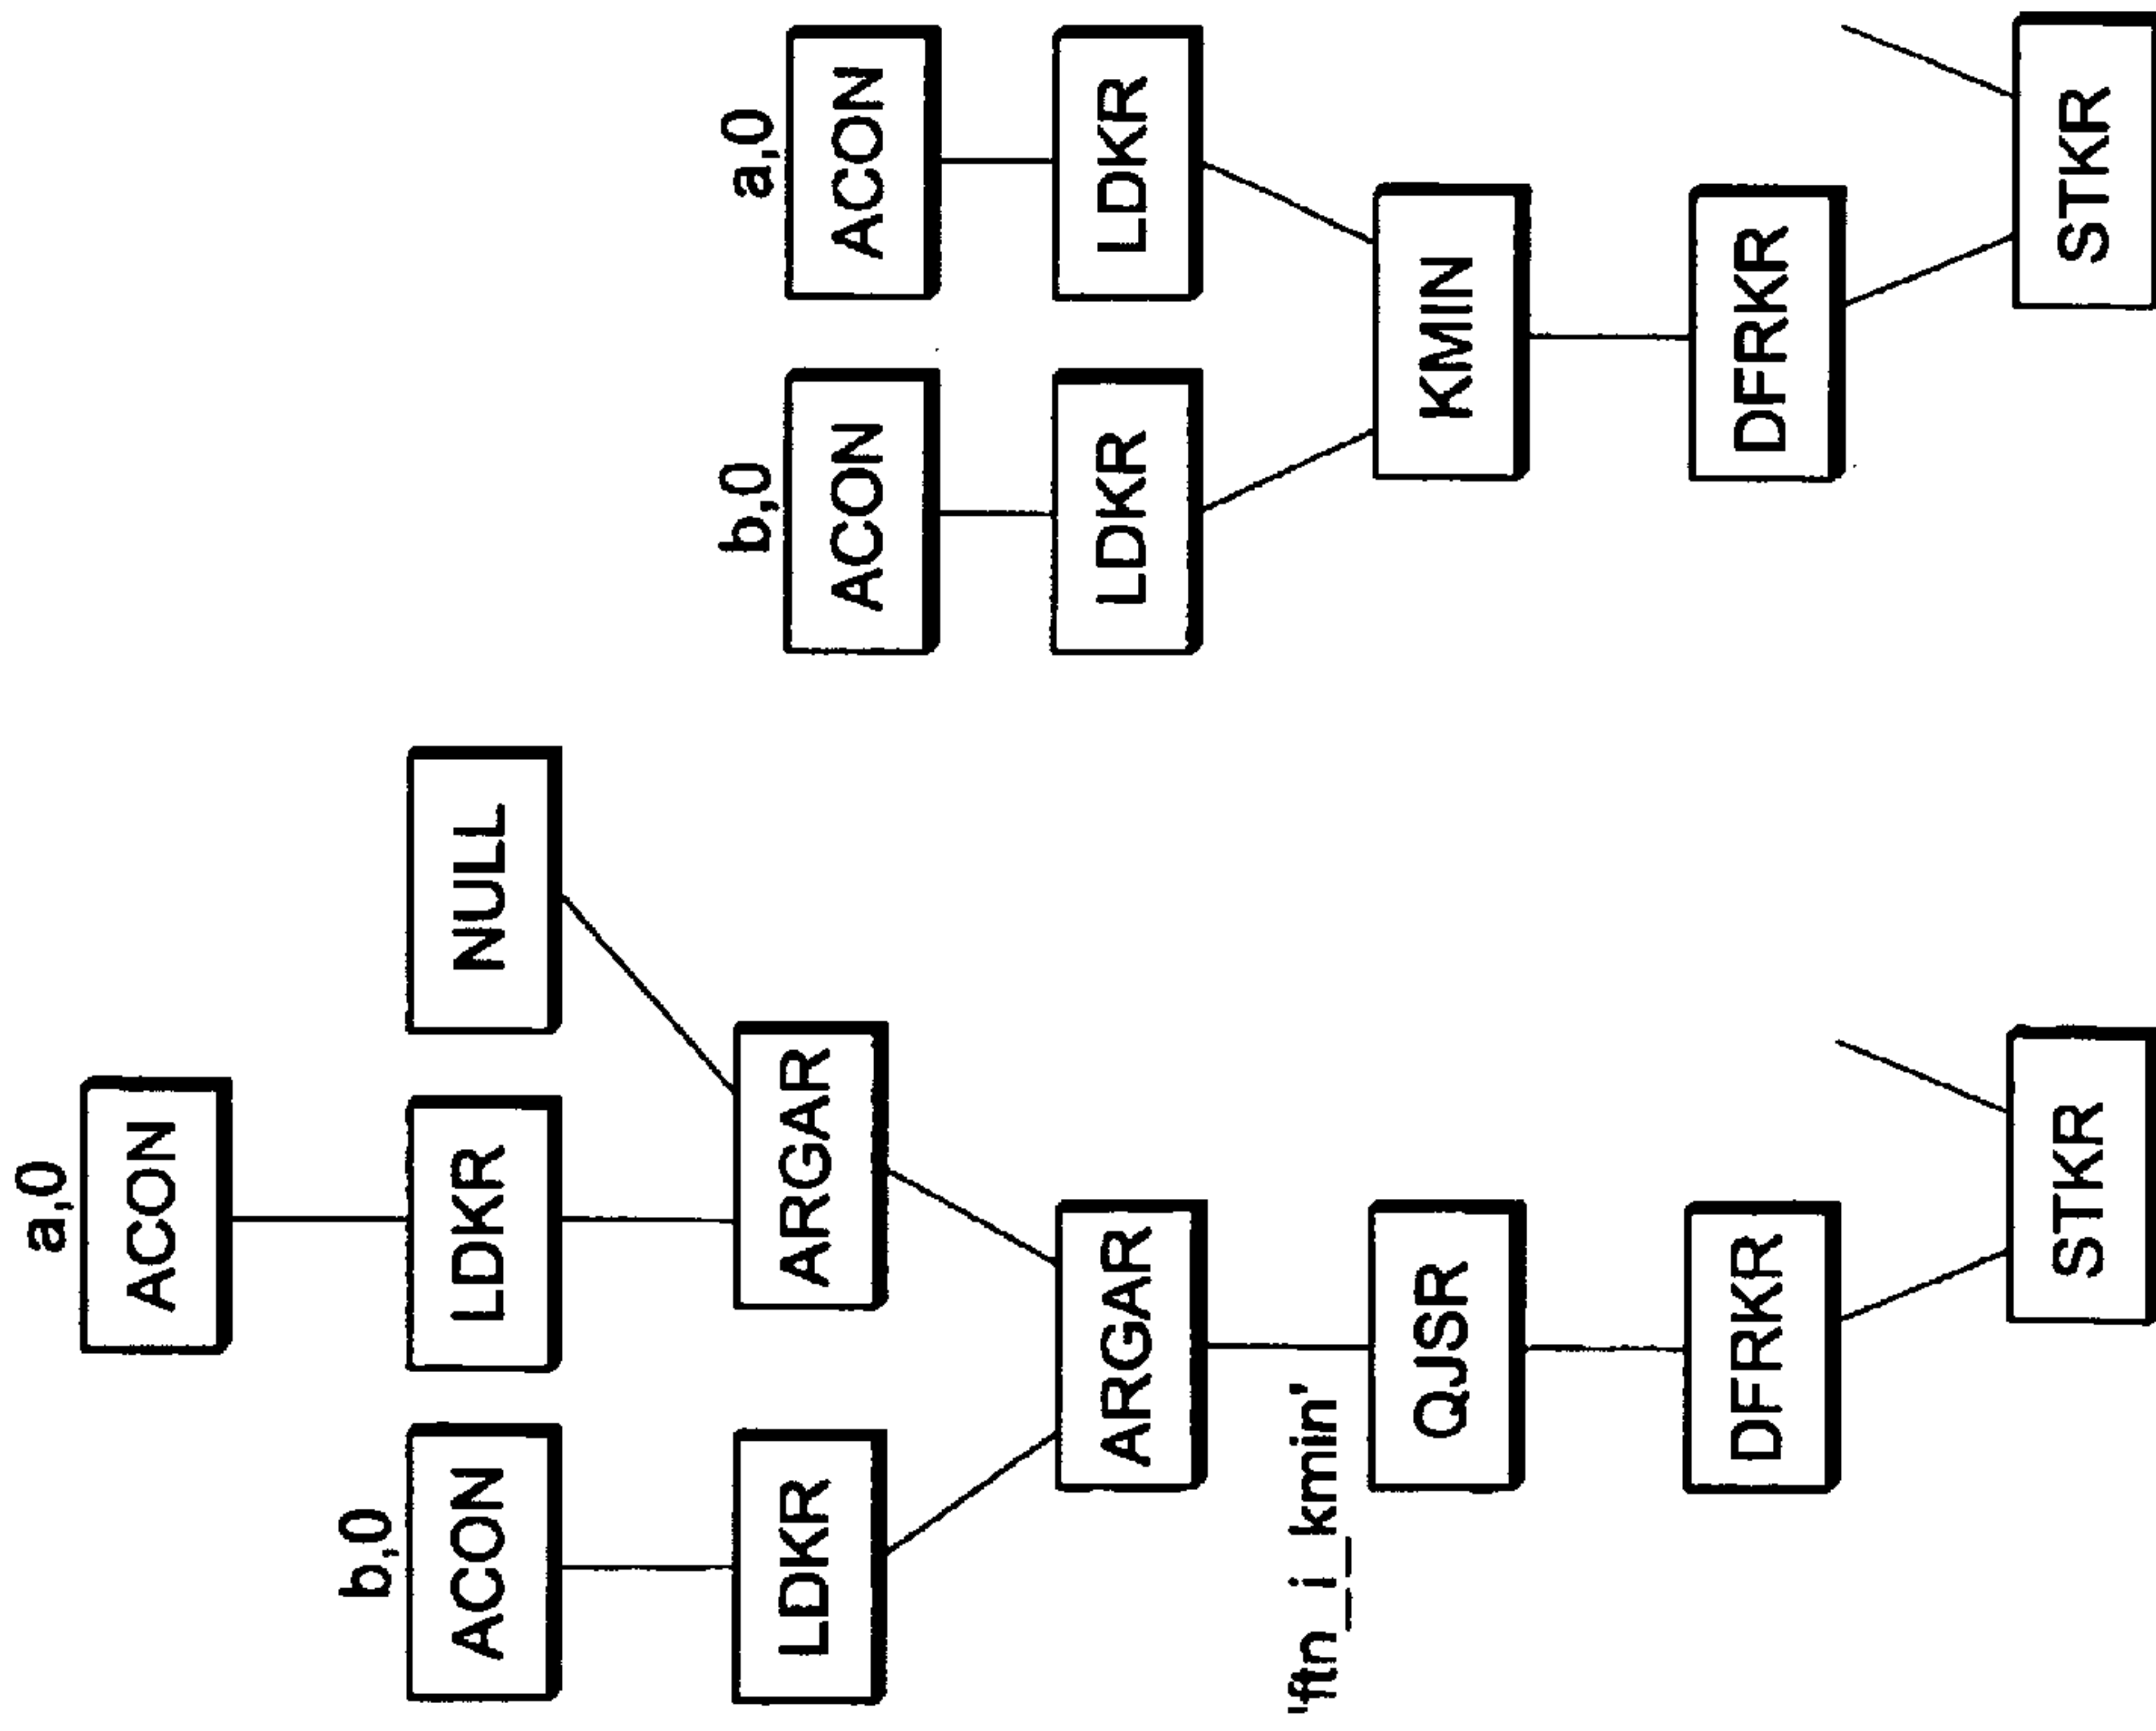 a,0
ACON
b,0
ACON LDKR NULL
LDKR ARGAR
ARGAR
'ftn_i_kmin'
QJSR
DFRKR
STKR
b,0 a,0
ACON ACON
LDKR LDKR
KMIN
DFRKR
STKR